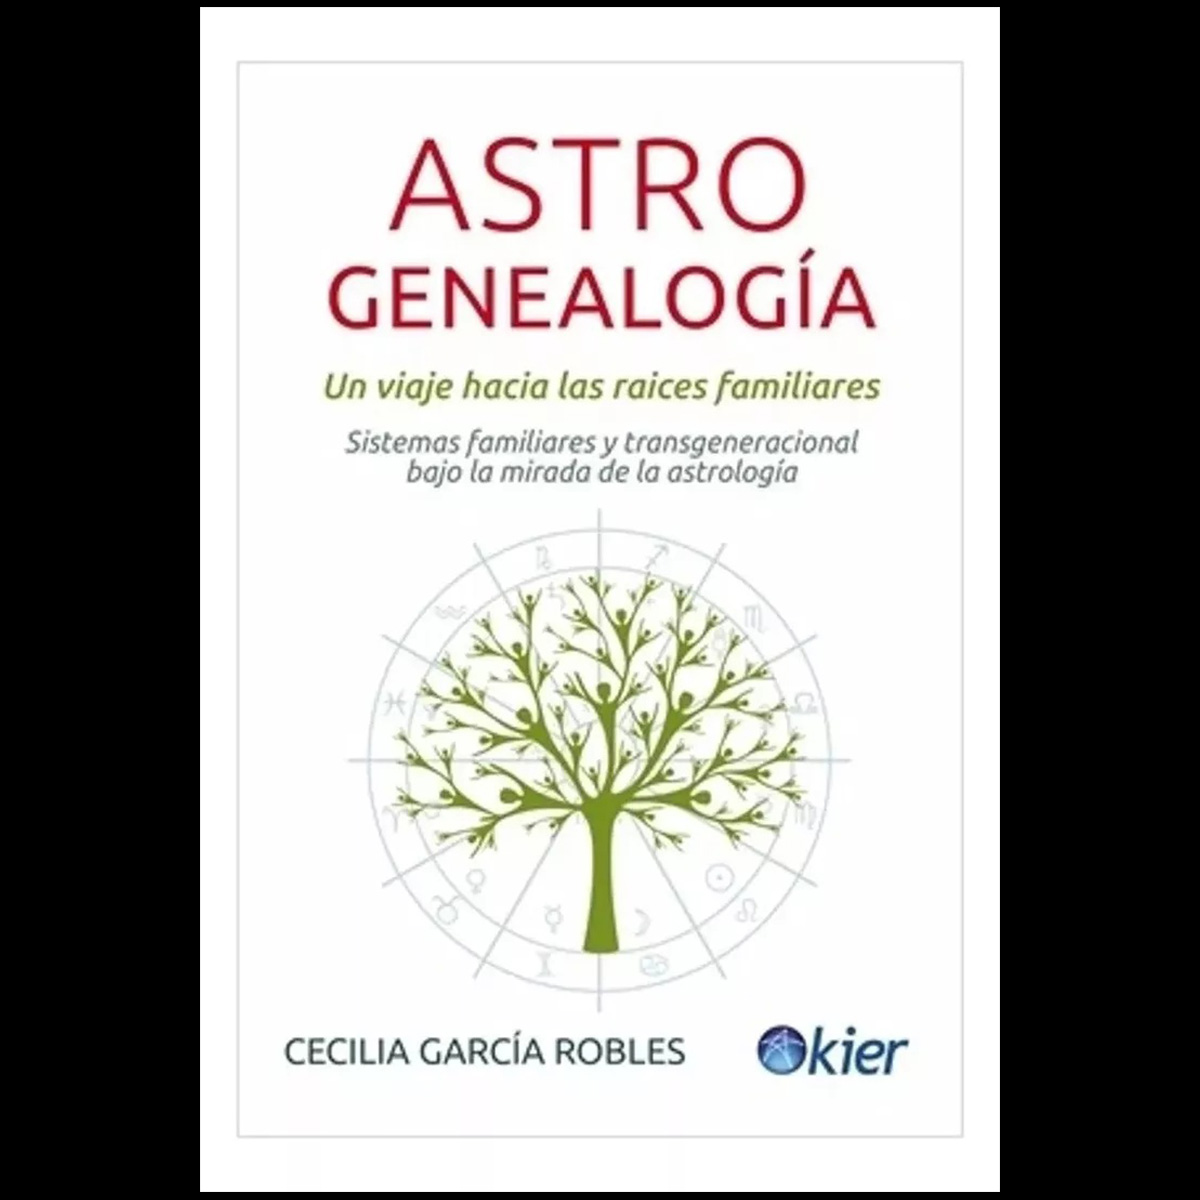 ASTRO
GENEALOGÍA
Un viaje hacia las raices familiares
Sistemas familiares y transgeneracional
bajo la mirada de la astrología
CECILIA GARCÍA ROBLES
kier